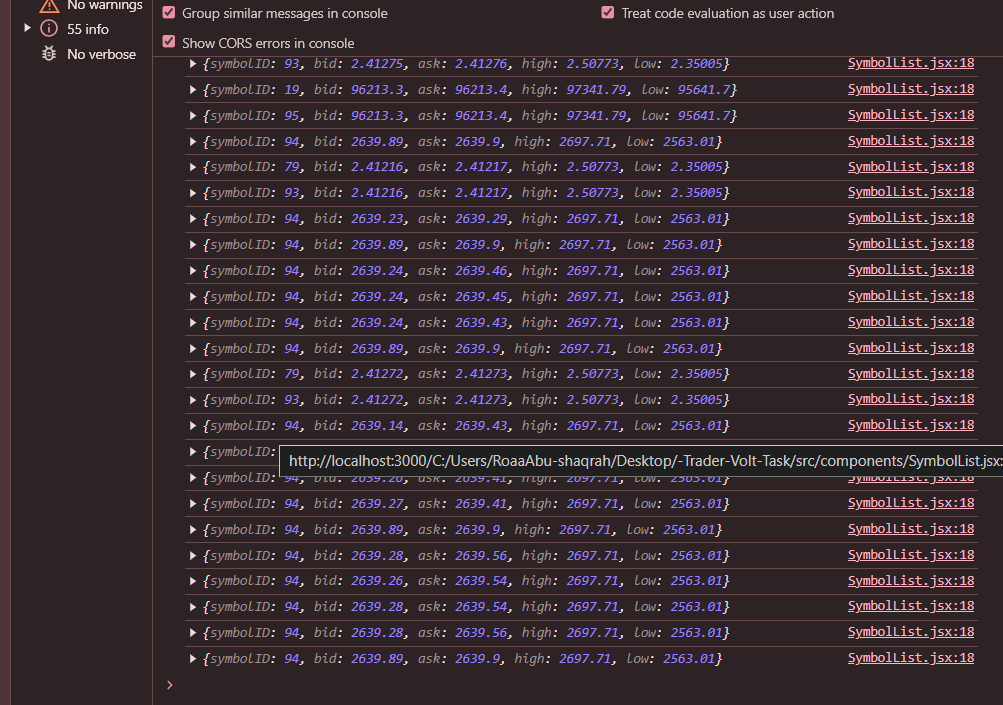 No warnings
55 info
No verbose
Group similar messages in console
Treat code evaluation as user action
Show CORS errors in console
{symbolID: 93, bid: 2.41275, ask: 2.41276, high: 2.50773, low: 2.35005} SymbolList.jsx:18
{symbolID: 19, bid: 96213.3, ask: 96213.4, high: 97341.79, low: 95641.7} SymbolList.jsx:18
{symbolID: 95, bid: 96213.3, ask: 96213.4, high: 97341.79, low: 95641.7} SymbolList.jsx:18
{symbolID: 94, bid: 2639.89, ask: 2639.9, high: 2697.71, low: 2563.01} SymbolList.jsx:18
{symbolID: 79, bid: 2.41216, ask: 2.41217, high: 2.50773, low: 2.35005} SymbolList.jsx:18
{symbolID: 93, bid: 2.41216, ask: 2.41217, high: 2.50773, low: 2.35005} SymbolList.jsx:18
{symbolID: 94, bid: 2639.23, ask: 2639.29, high: 2697.71, low: 2563.01} SymbolList.jsx:18
{symbolID: 94, bid: 2639.89, ask: 2639.9, high: 2697.71, low: 2563.01} SymbolList.jsx:18
{symbolID: 94, bid: 2639.24, ask: 2639.46, high: 2697.71, low: 2563.01} SymbolList.jsx:18
{symbolID: 94, bid: 2639.24, ask: 2639.45, high: 2697.71, low: 2563.01} SymbolList.jsx:18
{symbolID: 94, bid: 2639.24, ask: 2639.43, high: 2697.71, low: 2563.01} SymbolList.jsx:18
{symbolID: 94, bid: 2639.89, ask: 2639.9, high: 2697.71, low: 2563.01} SymbolList.jsx:18
{symbolID: 79, bid: 2.41272, ask: 2.41273, high: 2.50773, low: 2.35005} SymbolList.jsx:18
{symbolID: 93, bid: 2.41272, ask: 2.41273, high: 2.50773, low: 2.35005} SymbolList.jsx:18
{symbolID: 94, bid: 2639.14, ask: 2639.43, high: 2697.71, low: 2563.01} SymbolList.jsx:18
{symbolID:
http://localhost:3000/C:/Users/RoaaAbu-shaqrah/Desktop/-Trader-Volt-Task/src/components/SymbolList.jsx:
{symbolID: 94, bid: 2639.26, ask: 2639.41, high: 2697.71, low: 2563.01} SymbolList.jsx:18
{symbolID: 94, bid: 2639.27, ask: 2639.41, high: 2697.71, low: 2563.01} SymbolList.jsx:18
{symbolID: 94, bid: 2639.89, ask: 2639.9, high: 2697.71, low: 2563.01} SymbolList.jsx:18
{symbolID: 94, bid: 2639.28, ask: 2639.56, high: 2697.71, low: 2563.01} SymbolList.jsx:18
{symbolID: 94, bid: 2639.26, ask: 2639.54, high: 2697.71, low: 2563.01} SymbolList.jsx:18
{symbolID: 94, bid: 2639.28, ask: 2639.54, high: 2697.71, low: 2563.01} SymbolList.jsx:18
{symbolID: 94, bid: 2639.28, ask: 2639.56, high: 2697.71, low: 2563.01} SymbolList.jsx:18
{symbolID: 94, bid: 2639.89, ask: 2639.9, high: 2697.71, low: 2563.01} SymbolList.jsx:18